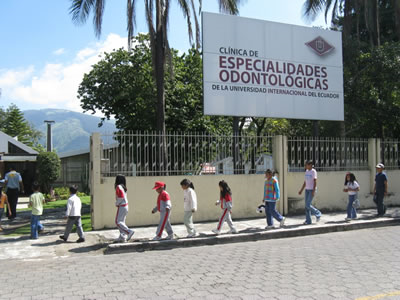 CLÍNICA DE
ESPECIALIDADES
ODONTOLÓGICAS
DE LA UNIVERSIDAD INTERNACIONAL DEL ECUADOR